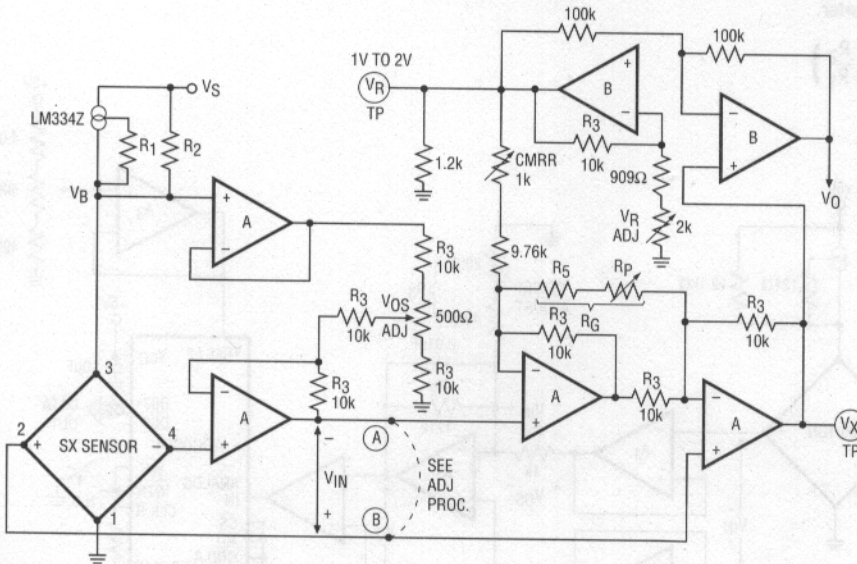 100k
100k
1V TO 2V
VR
TP
VS
LM334Z
R1
R2
VB
A
B
B
R3
10k
CMRR
1k
1.2k
909Ω
VR
ADJ
2k
VO
R3
10k
9.76k
R5
RP
RG
R3
10k
VOS
ADJ
500Ω
R3
10k
R3
10k
R3
10k
R3
10k
R3
10k
A
A
A
VX
TP
3
2
4
1
+
SX SENSOR
−
−
VIN
+
A
B
SEE
ADJ
PROC.